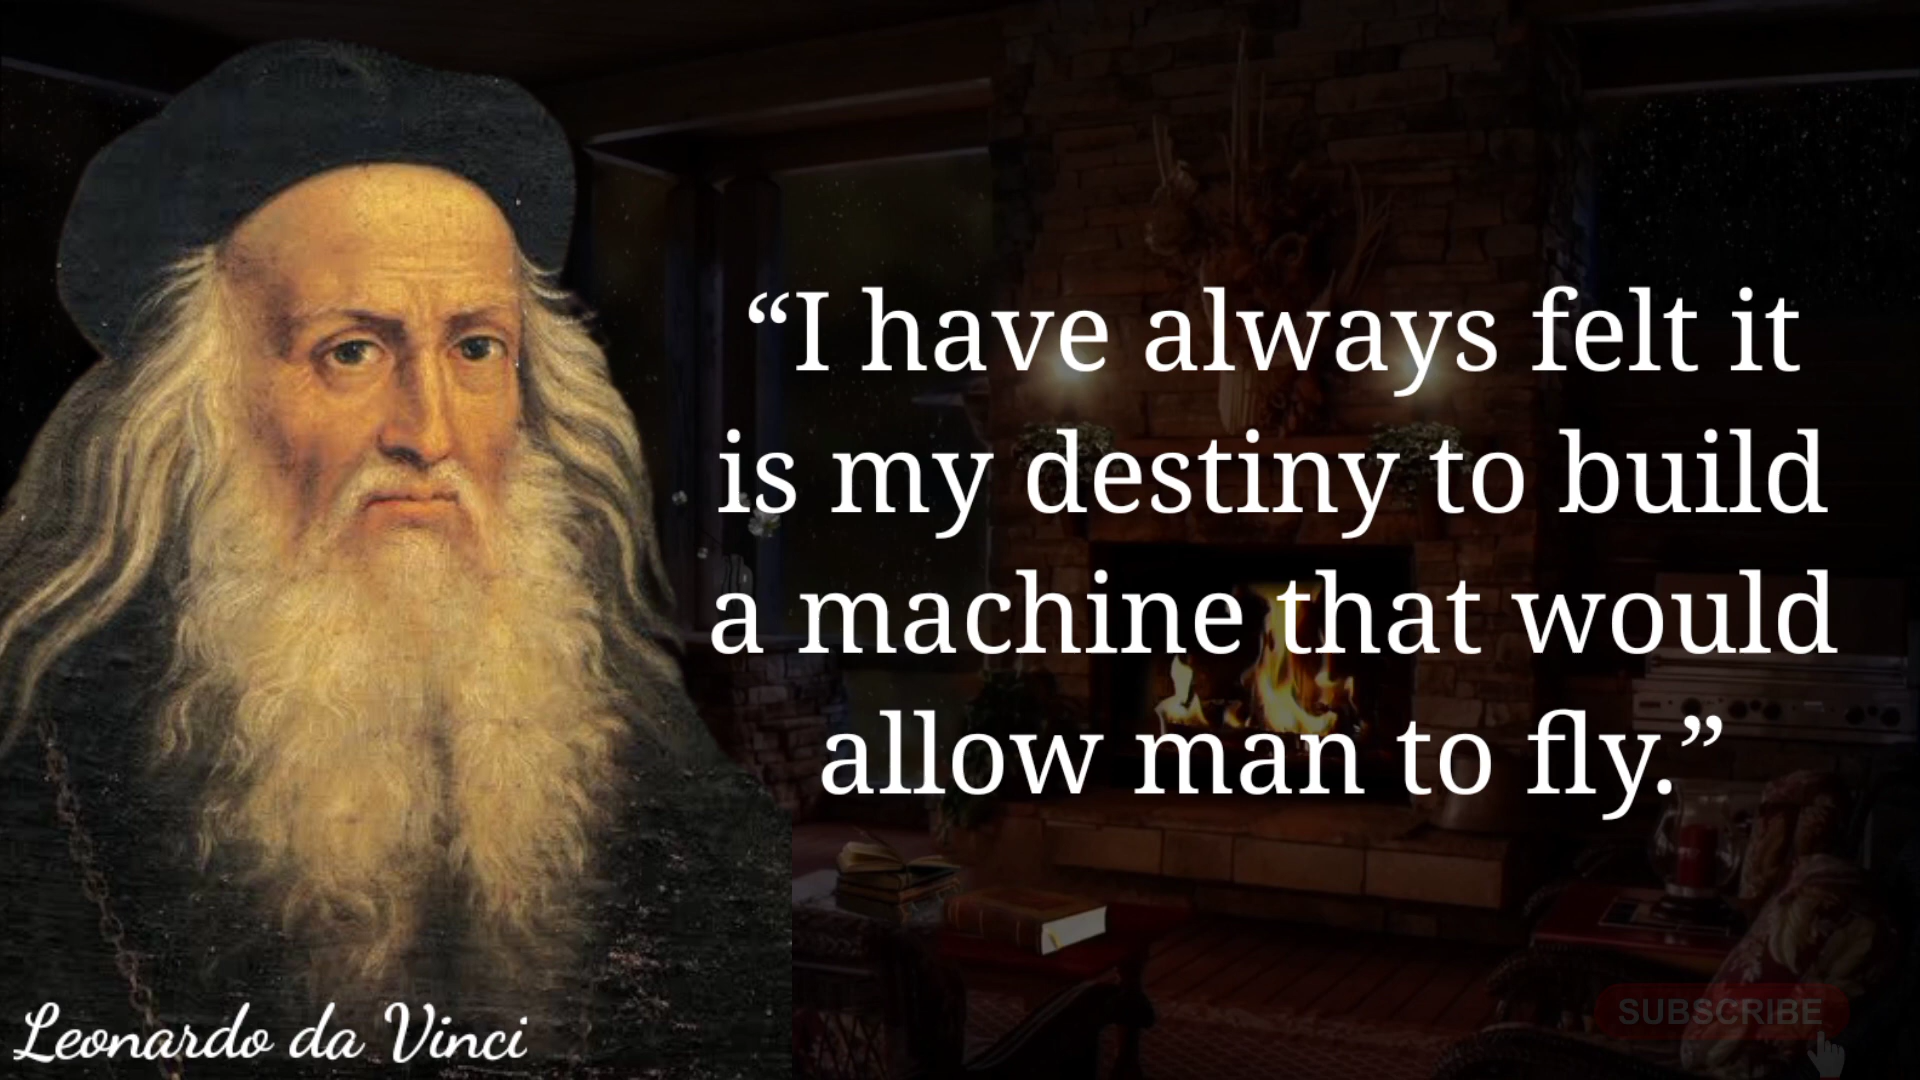 “I have always felt it
is my destiny to build
a machine that would
allow man to fly.”
Leonardo da Vinci
SUBSCRIBE